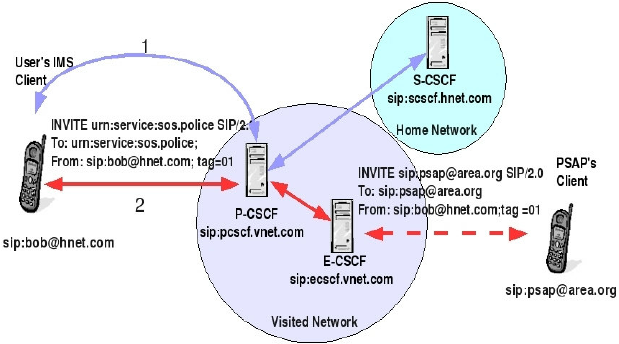 1
User's IMS
Client
S-CSCF
sip:scscf.hnet.com
Home Network
INVITE urn:service:sos.police SIP/2.
To: urn:service:sos.police;
From: sip:bob@hnet.com; tag=01
2
P-CSCF
sip:pcscf.vnet.com
INVITE sip:psap@area.org SIP/2.0
To: sip:psap@area.org
From: sip:bob@hnet.com;tag =01
PSAP's
Client
sip:bob@hnet.com
E-CSCF
sip:ecscf.vnet.com
sip:psap@area.org
Visited Network